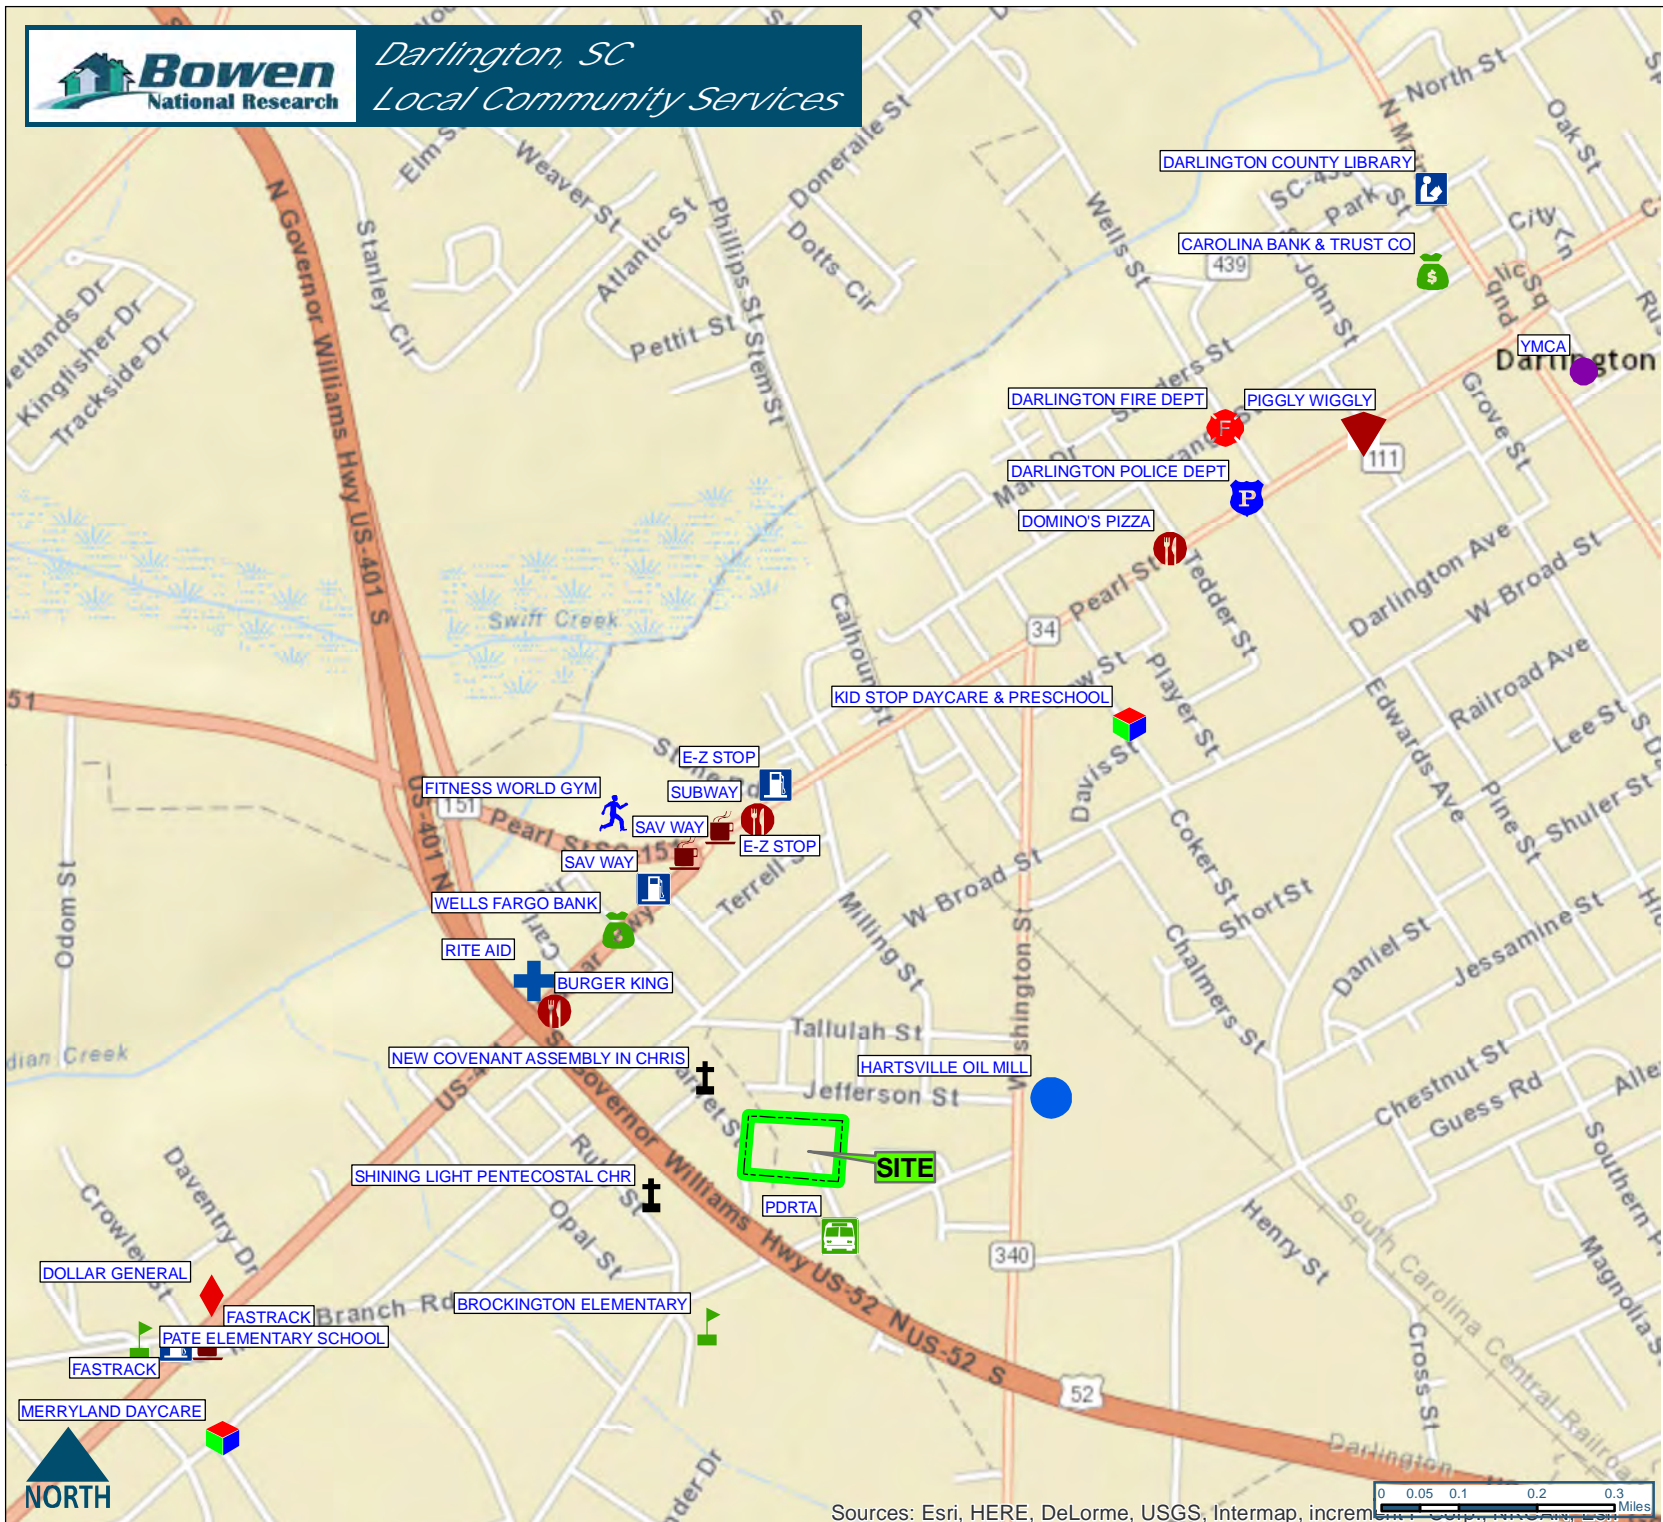 Bowen
National Research
Darlington, SC
Local Community Services
North St
N Main
Oak St
Elm S
Weaver St
Doneraile St
DARLINGTON COUNTY LIBRARY
Park
St
City
Ln
Wells St
N Governor Williams Hwy US-401 S
Stanley Cir
Atlantic St
Phillips St
Dotts Cir
CAROLINA BANK & TRUST CO
439
John St
Kingfisher Dr
Trackside Dr
Pettit St
Stem St
YMCA
Darlington
DARLINGTON FIRE DEPT
F
PIGGLY WIGGLY
Grove St
111
DARLINGTON POLICE DEPT
P
DOMINO'S PIZZA
Tedder St
Pearl St
Darlington Ave
W Broad St
Swift Creek
Calhoun St
34
Player St
Railroad Ave
Lee St
Edwards Ave
51
KID STOP DAYCARE & PRESCHOOL
E-Z STOP
SUBWAY
FITNESS WORLD GYM
SAV WAY
E-Z STOP
SAV WAY
151
Pearl St
US-401 N
Davis St
Pine St
Shuler St
Coker St
Short St
Terrell S
W Broad St
Milling St
WELLS FARGO BANK
RITE AID
BURGER KING
Odom St
Daniel St
Jessamine St
Chalmers St
Tallulah St
Jefferson St
NEW COVENANT ASSEMBLY IN CHRIS
HARTSVILLE OIL MILL
Chestnut St
Guess Rd
SITE
SHINING LIGHT PENTECOSTAL CHR
PDRTA
Opal St
Daventry Dr
Crowley St
Governor Williams Hwy US-52 N
US-52 S
340
Henry St
South Carolina Central Railroad
Magnolia S
DOLLAR GENERAL
FASTRACK
PATE ELEMENTARY SCHOOL
FASTRACK
Branch Rd
BROCKINGTON ELEMENTARY
52
Cross St
MERRYLAND DAYCARE
NORTH
Darlington
0 0.05 0.1 0.2 0.3
Miles
Sources: Esri, HERE, DeLorme, USGS, Intermap, increment P Corp., NRCAN, Esri